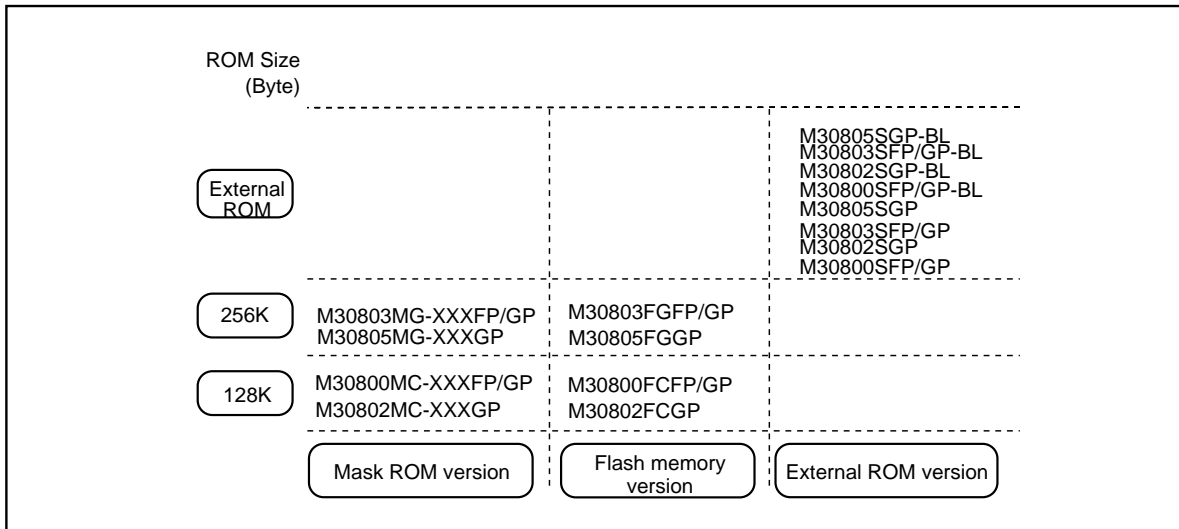 ROM Size
(Byte)
M30805SGP-BL
M30803SFP/GP-BL
M30802SGP-BL
M30800SFP/GP-BL
M30805SGP
M30803SFP/GP
M30802SGP
M30800SFP/GP
External
ROM
256K
M30803MG-XXXFP/GP
M30805MG-XXXGP
M30803FGFP/GP
M30805FGGP
128K
M30800MC-XXXFP/GP
M30802MC-XXXGP
M30800FCFP/GP
M30802FCGP
Mask ROM version
Flash memory
version
External ROM version